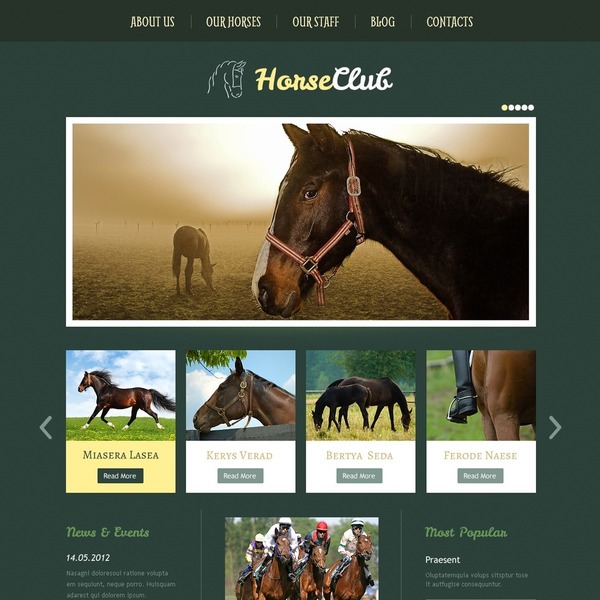 ABOUT US
OUR HORSES
OUR STAFF
BLOG
CONTACTS
HorseClub
MIASERA LASEA
Read More
KERYS VERAD
Read More
BERTYA SEDA
Read More
FERODE NAESE
Read More
News & Events
14.05.2012
Nasagni doloresoul ratione volupta
em sequiunt, neque porro. Huisquam
adarest qui dolorem ipsum.
Most Popular
Praesent
Oluptatemquia volups sitsptur tose
it autfugise consequuntur.